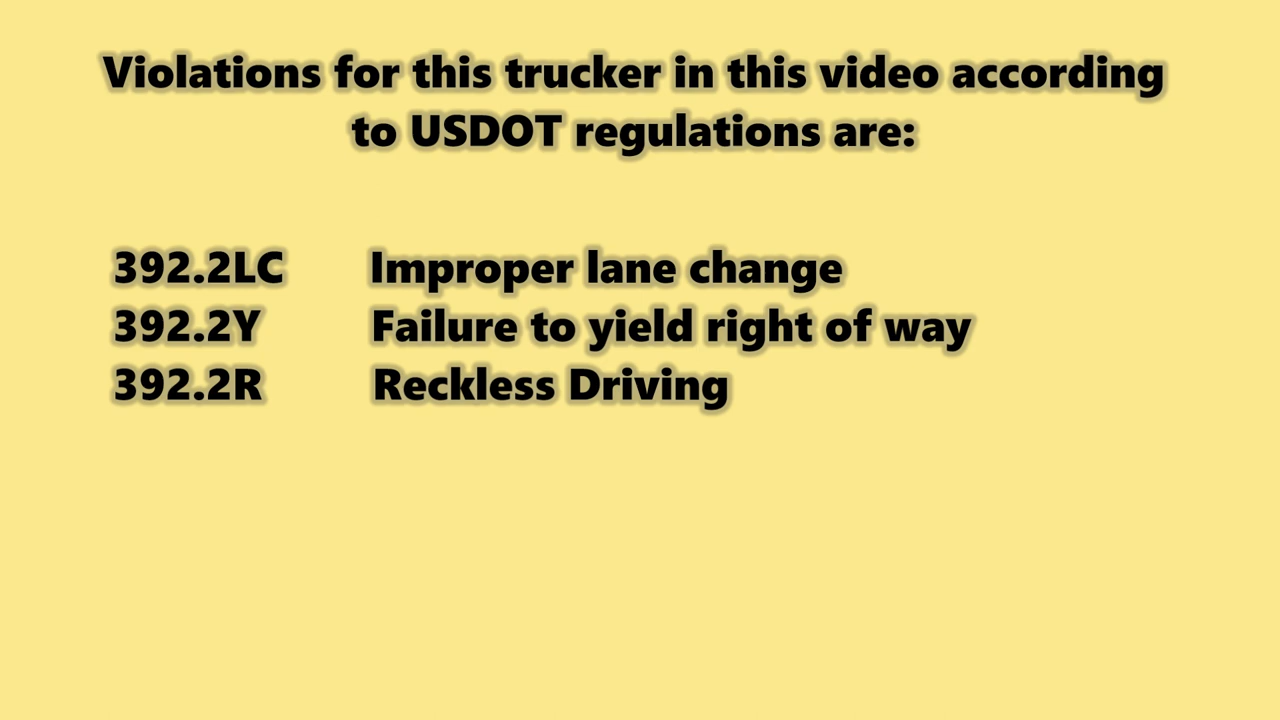 Violations for this trucker in this video according
to USDOT regulations are:
392.2LC Improper lane change
392.2Y Failure to yield right of way
392.2R Reckless Driving